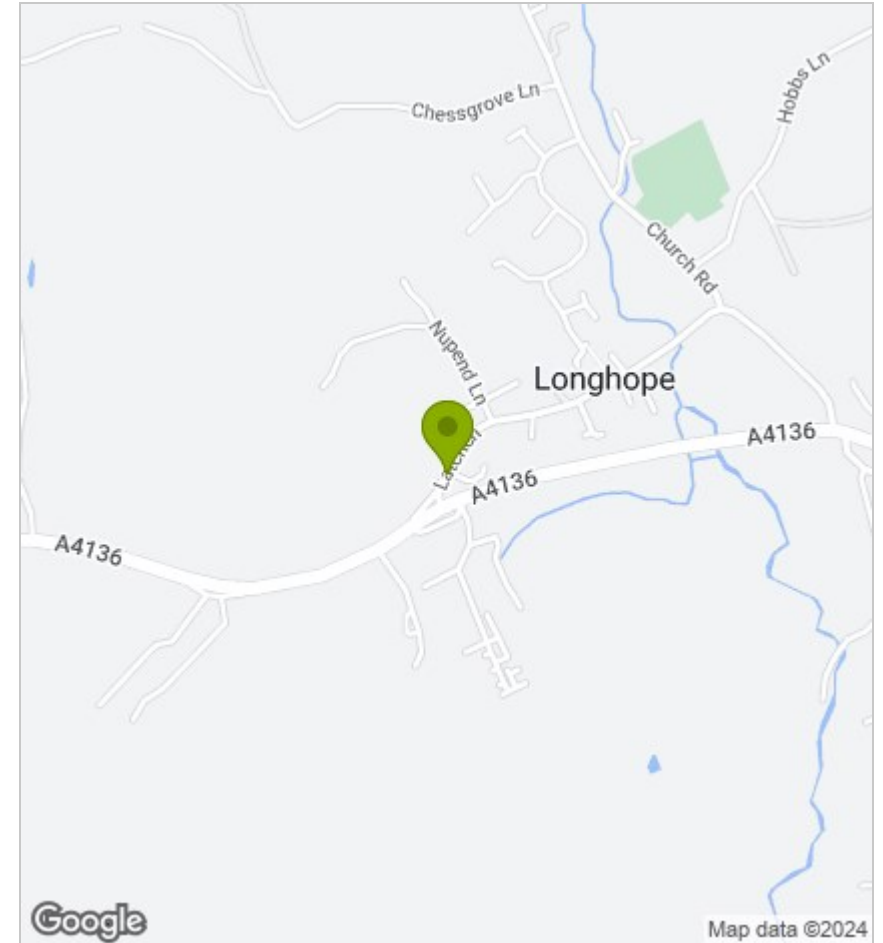 Chessgrove Ln
Hobbs Ln
Church Rd
Nupend Ln
Longhope
A4136
A4136
A4136
Google
Map data ©2024